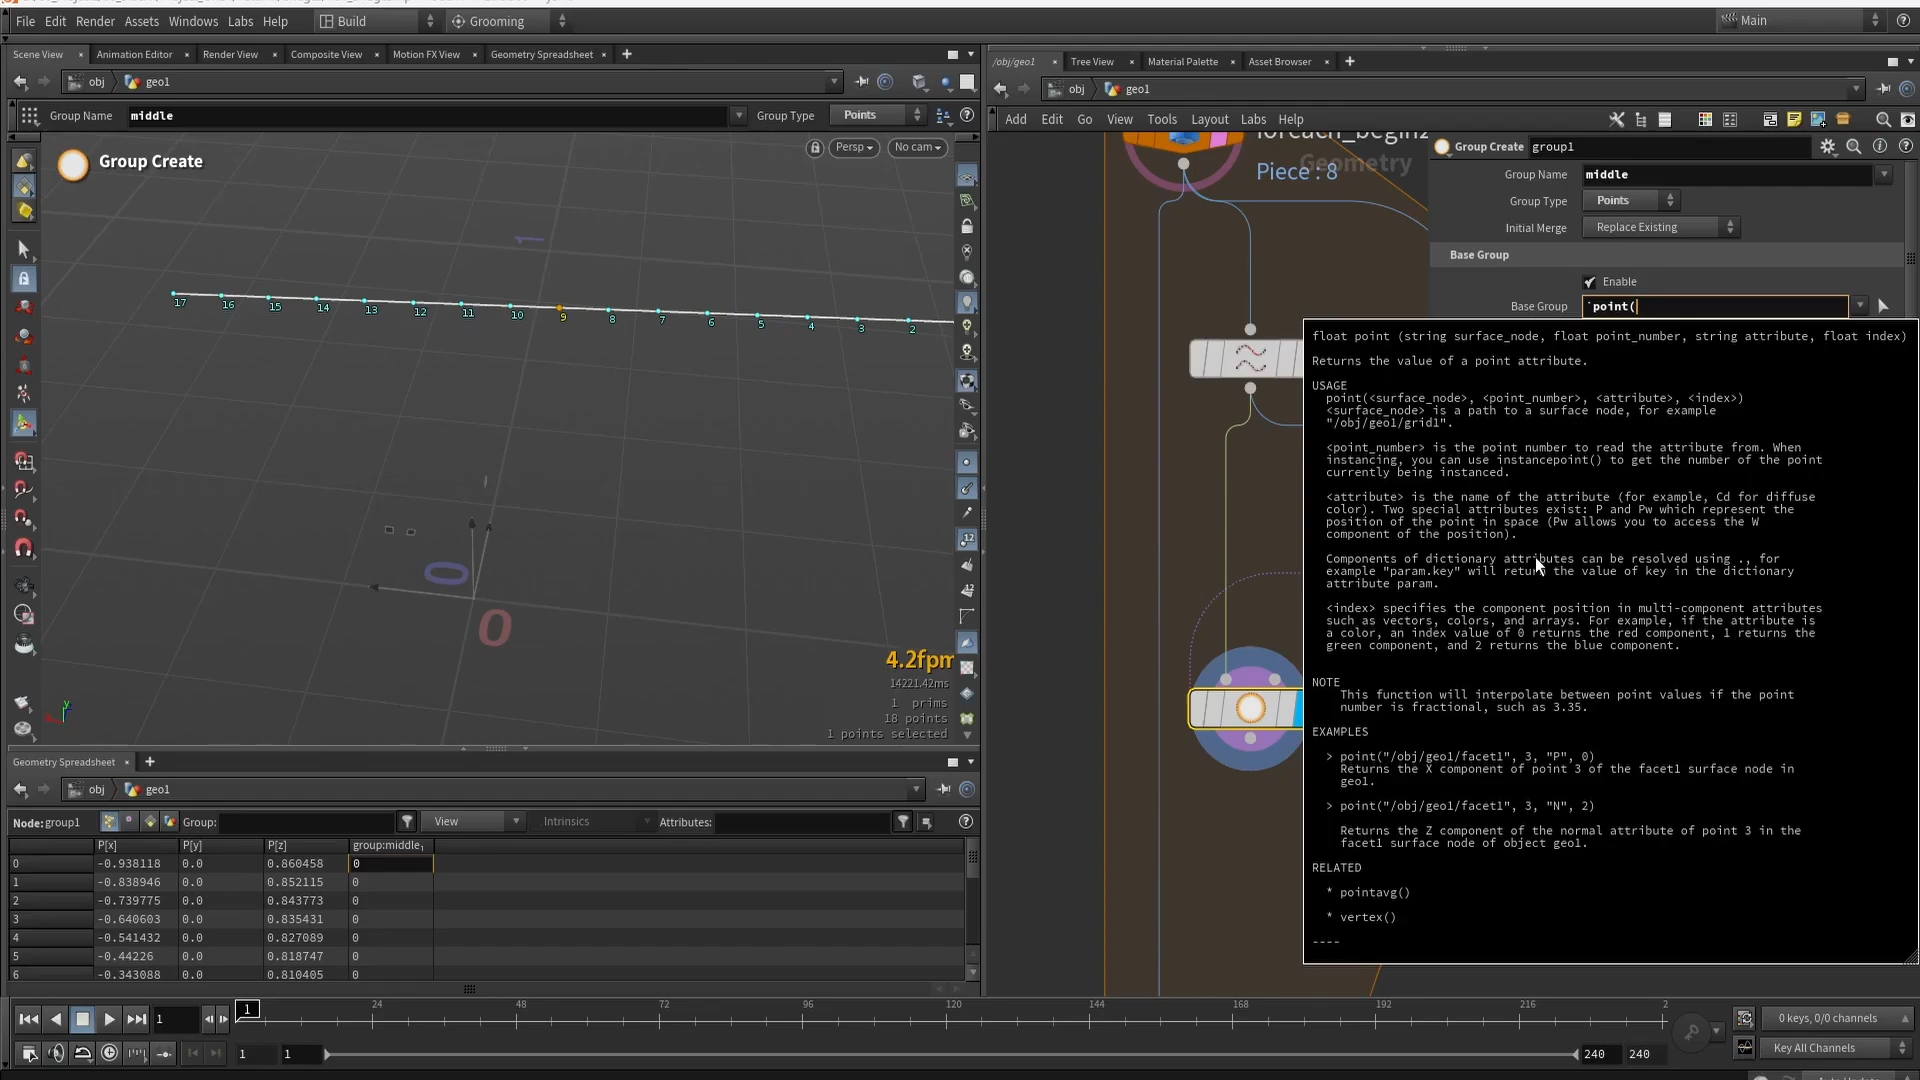 File Edit Render Assets Windows Labs Help Build Grooming Main
Scene View Animation Editor Render View Composite View Motion FX View Geometry Spreadsheet
obj geo1
Group Name middle Group Type Points
Group Create
Persp No cam
1
17 16 15 14 13 12 11 10 9 8 7 6 5 4 3 2
0
0
4.2fpm
14221.42ms
1 prims
18 points
1 points selected
/obj/geo1 Tree View Material Palette Asset Browser
obj geo1
Add Edit Go View Tools Layout Labs Help
foreach_begin2
Geometry
Piece : 8
Group Create group1
Group Name middle
Group Type Points
Initial Merge Replace Existing
Base Group
Enable
Base Group `point(
float point (string surface_node, float point_number, string attribute, float index)
Returns the value of a point attribute.
USAGE
point(<surface_node>, <point_number>, <attribute>, <index>)
<surface_node> is a path to a surface node, for example
"/obj/geo1/grid1".
<point_number> is the point number to read the attribute from. When
instancing, you can use instancepoint() to get the number of the point
currently being instanced.
<attribute> is the name of the attribute (for example, Cd for diffuse
color). Two special attributes exist: P and Pw which represent the
position of the point in space (Pw allows you to access the W
component of the position).
Components of dictionary attributes can be resolved using ., for
example "param.key" will return the value of key in the dictionary
attribute param.
<index> specifies the component position in multi-component attributes
such as vectors, colors, and arrays. For example, if the attribute is
a color, an index value of 0 returns the red component, 1 returns the
green component, and 2 returns the blue component.
NOTE
This function will interpolate between point values if the point
number is fractional, such as 3.35.
EXAMPLES
> point("/obj/geo1/facet1", 3, "P", 0)
Returns the X component of point 3 of the facet1 surface node in
geo1.
> point("/obj/geo1/facet1", 3, "N", 2)
Returns the Z component of the normal attribute of point 3 in the
facet1 surface node of object geo1.
RELATED
* pointavg()
* vertex()
----
Geometry Spreadsheet
obj geo1
Node: group1 Group: View Intrinsics Attributes:
P[x] P[y] P[z] group:middle
0 -0.938118 0.0 0.860458 0
1 -0.838946 0.0 0.852115 0
2 -0.739775 0.0 0.843773 0
3 -0.640603 0.0 0.835431 0
4 -0.541432 0.0 0.827089 0
5 -0.44226 0.0 0.818747 0
6 -0.343088 0.0 0.810405 0
1 1 24 48 72 96 120 144 168 192 216 2
0 keys, 0/0 channels
1 1 240 240 Key All Channels